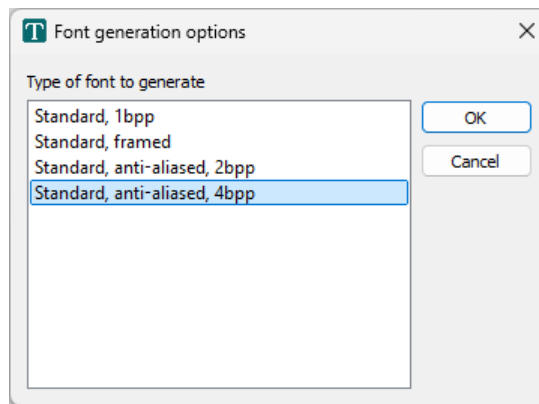 T Font generation options
Type of font to generate
Standard, 1bpp
Standard, framed
Standard, anti-aliased, 2bpp
Standard, anti-aliased, 4bpp
OK
Cancel